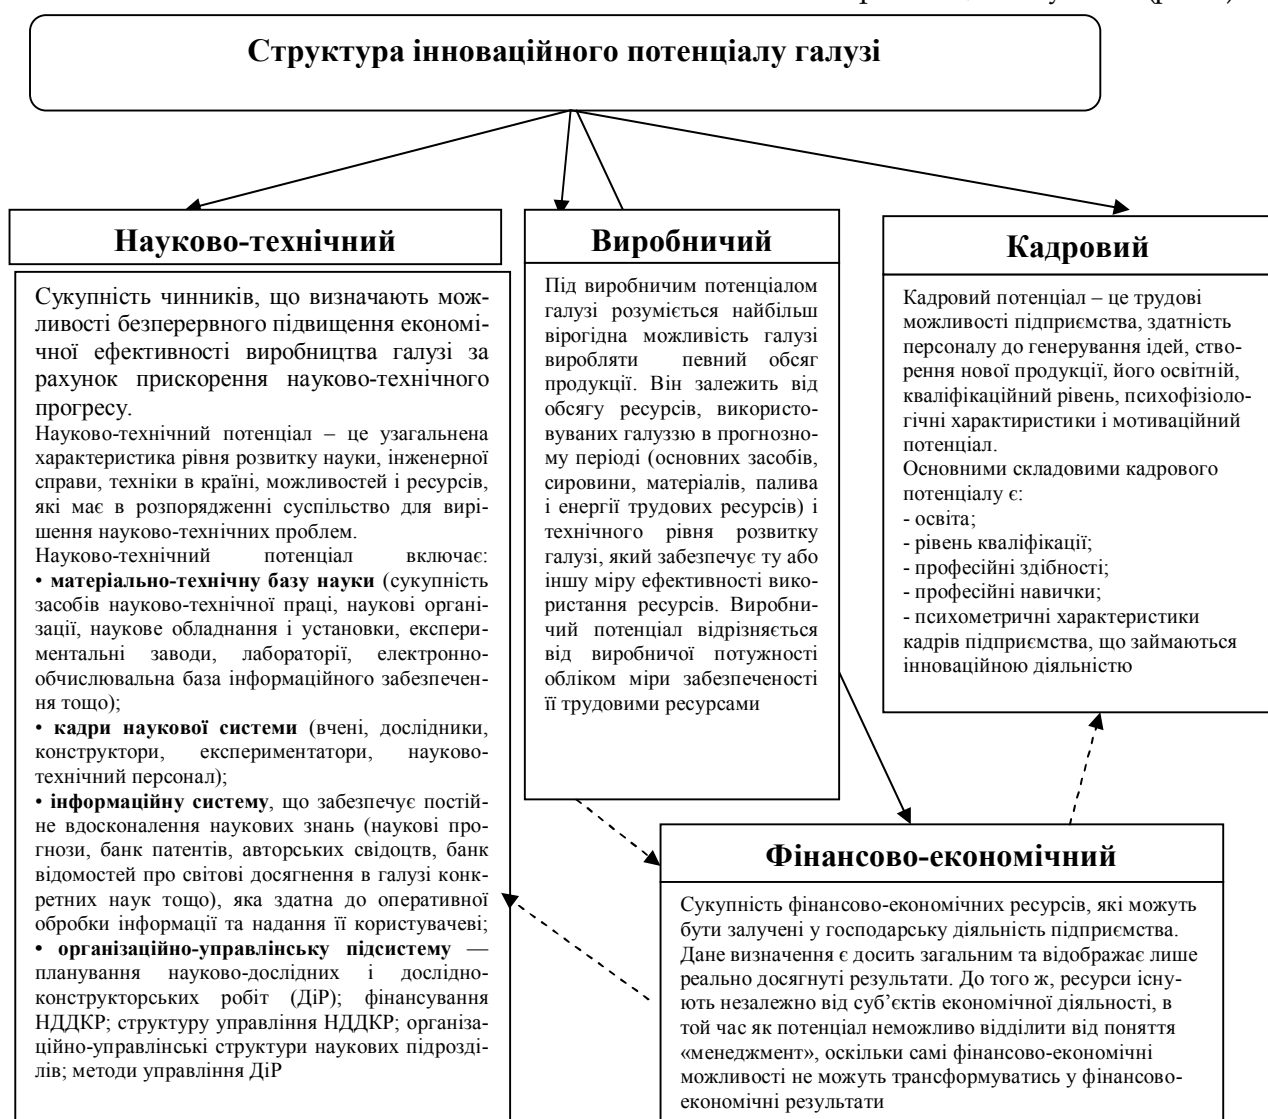 Структура інноваційного потенціалу галузі
Науково-технічний
Сукупність чинників, що визначають мож-
ливості безперервного підвищення економі-
чної ефективності виробництва галузі за
рахунок прискорення науково-технічного
прогресу.
Науково-технічний потенціал – це узагальнена
характеристика рівня розвитку науки, інженерної
справи, техніки в країні, можливостей і ресурсів,
які має в розпорядженні суспільство для вирі-
шення науково-технічних проблем.
Науково-технічний потенціал включає:
• матеріально-технічну базу науки (сукупність
засобів науково-технічної праці, наукові органі-
зації, наукове обладнання і установки, експери-
ментальні заводи, лабораторії, електронно-
обчислювальна база інформаційного забезпечен-
ня тощо);
• кадри наукової системи (вчені, дослідники,
конструктори, експериментатори, науково-
технічний персонал);
• інформаційну систему, що забезпечує постій-
не вдосконалення наукових знань (наукові про-
гнози, банк патентів, авторських свідоцтв, банк
відомостей про світові досягнення в галузі конк-
ретних наук тощо), яка здатна до оперативної
обробки інформації та надання її користувачеві;
• організаційно-управлінську підсистему —
планування науково-дослідних і дослідно-
конструкторських робіт (ДіР); фінансування
НДДКР; структуру управління НДДКР; організа-
ційно-управлінські структури наукових підрозді-
лів; методи управління ДіР
Виробничий
Під виробничим потенціалом
галузі розуміється найбільш
вірогідна можливість галузі
виробляти певний обсяг
продукції. Він залежить від
обсягу ресурсів, використо-
вуваних галуззю в прогнозно-
му періоді (основних засобів,
сировини, матеріалів, палива
і енергії трудових ресурсів) і
технічного рівня розвитку
галузі, який забезпечує ту або
іншу міру ефективності вико-
ристання ресурсів. Виробни-
чий потенціал відрізняється
від виробничої потужності
обліком міри забезпеченості
її трудовими ресурсами
Кадровий
Кадровий потенціал – це трудові
можливості підприємства, здатність
персоналу до генерування ідей, ство-
рення нової продукції, його освітній,
кваліфікаційний рівень, психофізіоло-
гічні характиристики і мотиваційний
потенціал.
Основними складовими кадрового
потенціалу є:
- освіта;
- рівень кваліфікації;
- професійні здібності;
- професійні навички;
- психометричні характеристики
кадрів підприємства, що займаються
інноваційною діяльністю
Фінансово-економічний
Сукупність фінансово-економічних ресурсів, які можуть
бути залучені у господарську діяльність підприємства.
Дане визначення є досить загальним та відображає лише
реально досягнуті результати. До того ж, ресурси існу-
ють незалежно від суб’єктів економічної діяльності, в
той час як потенціал неможливо відділити від поняття
«менеджмент», оскільки самі фінансово-економічні
можливості не можуть трансформуватись у фінансово-
економічні результати